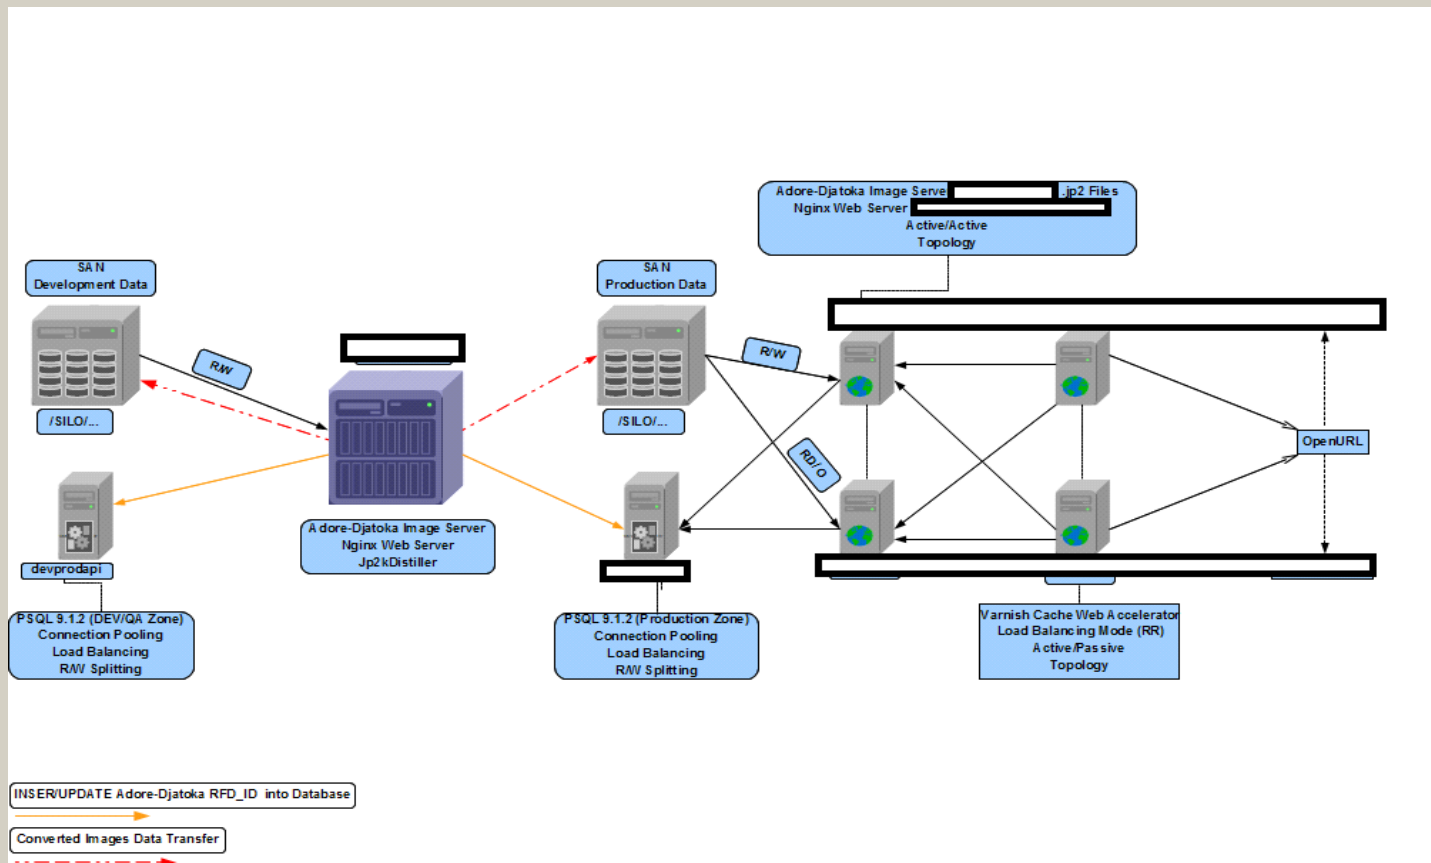 Adore-Djatoka Image Serve .jp2 Files
Nginx Web Server
Active/Active
Topology
SAN
Development Data
SAN
Production Data
R/W
R/W
/SILO/...
/SILO/...
OpenURL
RD/O
Adore-Djatoka Image Server
Nginx Web Server
Jp2kDistiller
devprodapi
PSQL 9.1.2 (DEV/QA Zone)
Connection Pooling
Load Balancing
R/W Splitting
PSQL 9.1.2 (Production Zone)
Connection Pooling
Load Balancing
R/W Splitting
Varnish Cache Web Accelerator
Load Balancing Mode (RR)
Active/Passive
Topology
INSER/UPDATE Adore-Djatoka RFD_ID into Database
Converted Images Data Transfer